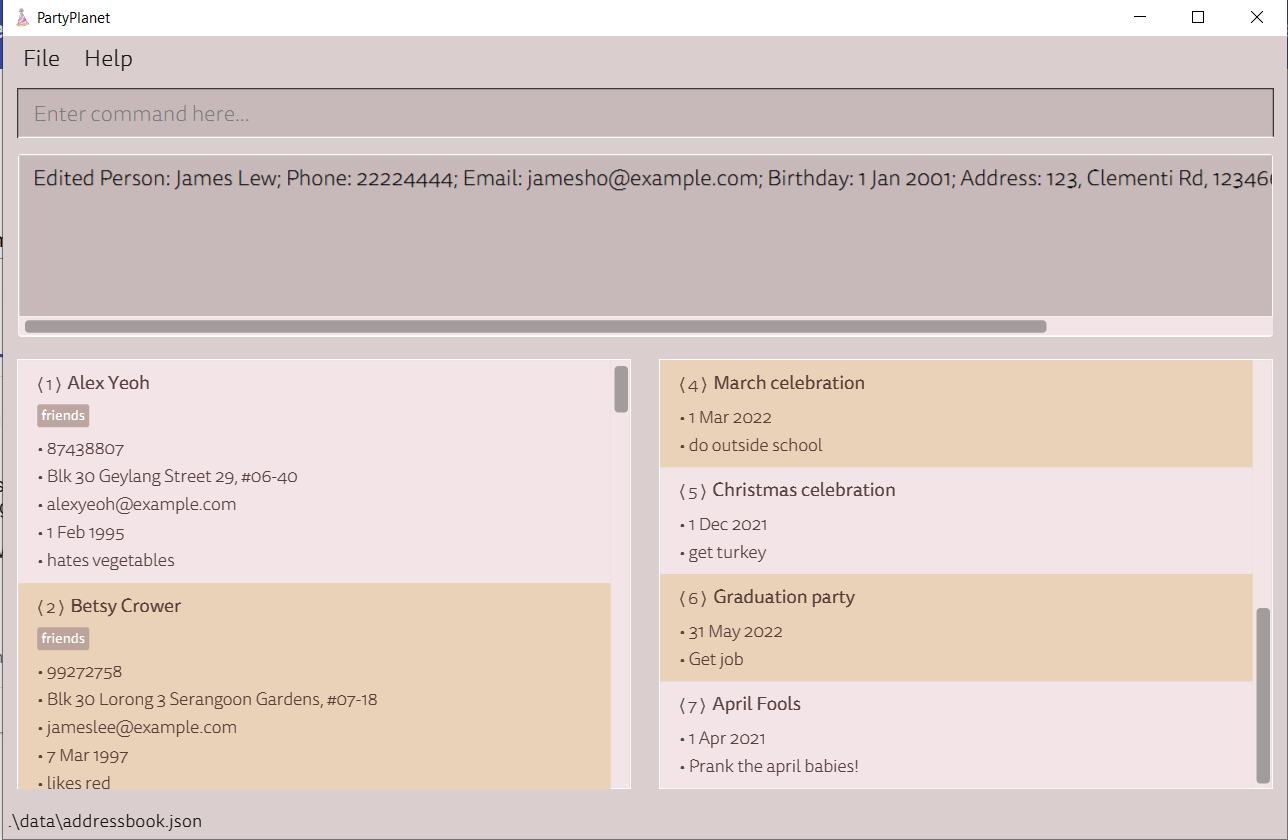 PartyPlanet
File Help
Enter command here...
Edited Person: James Lew; Phone: 22224444; Email: jamesho@example.com; Birthday: 1 Jan 2001; Address: 123, Clementi Rd, 12346
⟨1⟩ Alex Yeoh
friends
• 87438807
• Blk 30 Geylang Street 29, #06-40
• alexyeoh@example.com
• 1 Feb 1995
• hates vegetables
⟨2⟩ Betsy Crower
friends
• 99272758
• Blk 30 Lorong 3 Serangoon Gardens, #07-18
• jameslee@example.com
• 7 Mar 1997
• likes red
⟨4⟩ March celebration
• 1 Mar 2022
• do outside school
⟨5⟩ Christmas celebration
• 1 Dec 2021
• get turkey
⟨6⟩ Graduation party
• 31 May 2022
• Get job
⟨7⟩ April Fools
• 1 Apr 2021
• Prank the april babies!
.\data\addressbook.json